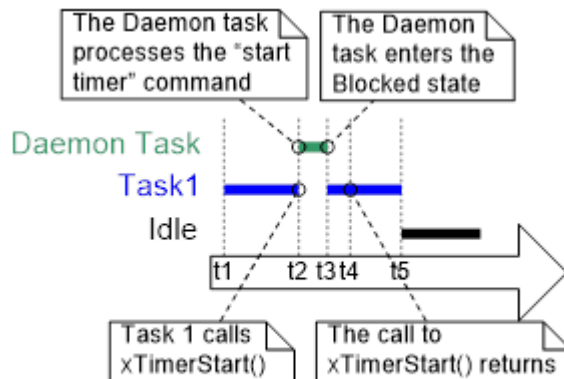 The Daemon task
processes the “start
timer” command
The Daemon
task enters the
Blocked state
Daemon Task
Task1
Idle
t1 t2 t3 t4 t5
Task 1 calls
xTimerStart()
The call to
xTimerStart() returns